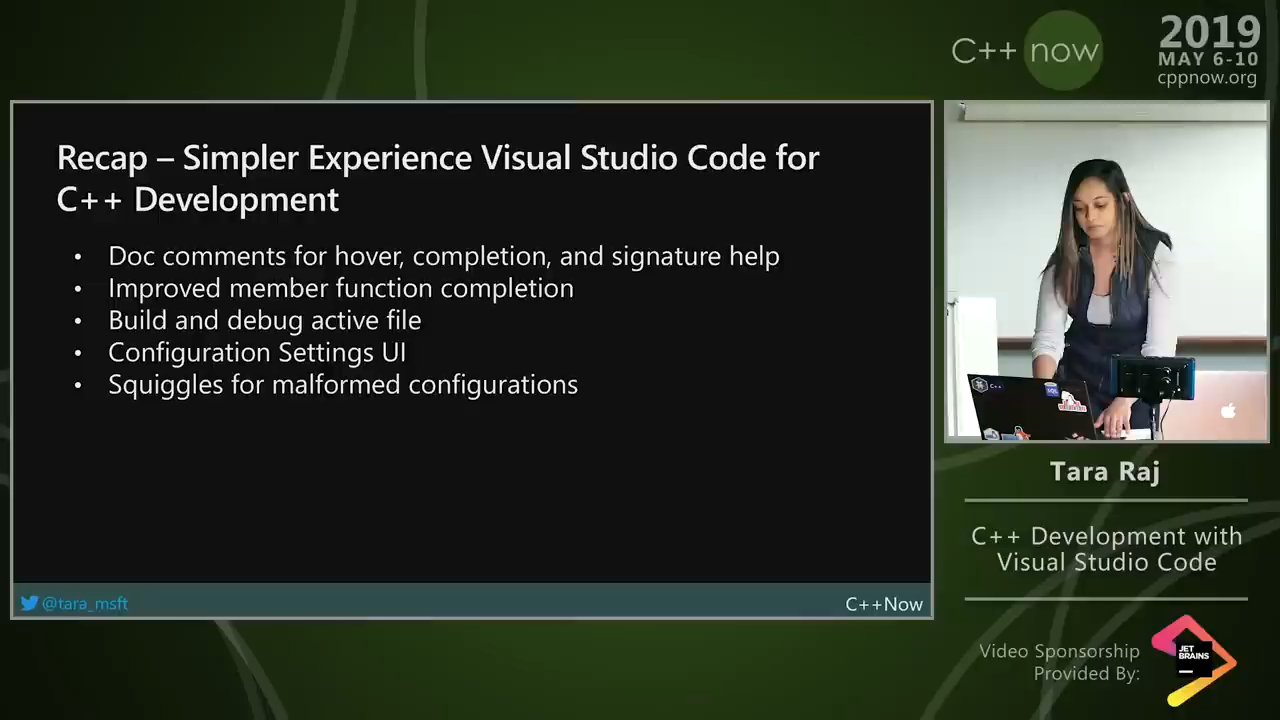 C++ now
2019
MAY 6-10
cppnow.org
Recap – Simpler Experience Visual Studio Code for
C++ Development
• Doc comments for hover, completion, and signature help
• Improved member function completion
• Build and debug active file
• Configuration Settings UI
• Squiggles for malformed configurations
@tara_msft
C++Now
C++
Tara Raj
C++ Development with
Visual Studio Code
Video Sponsorship
Provided By:
JET
BRAINS